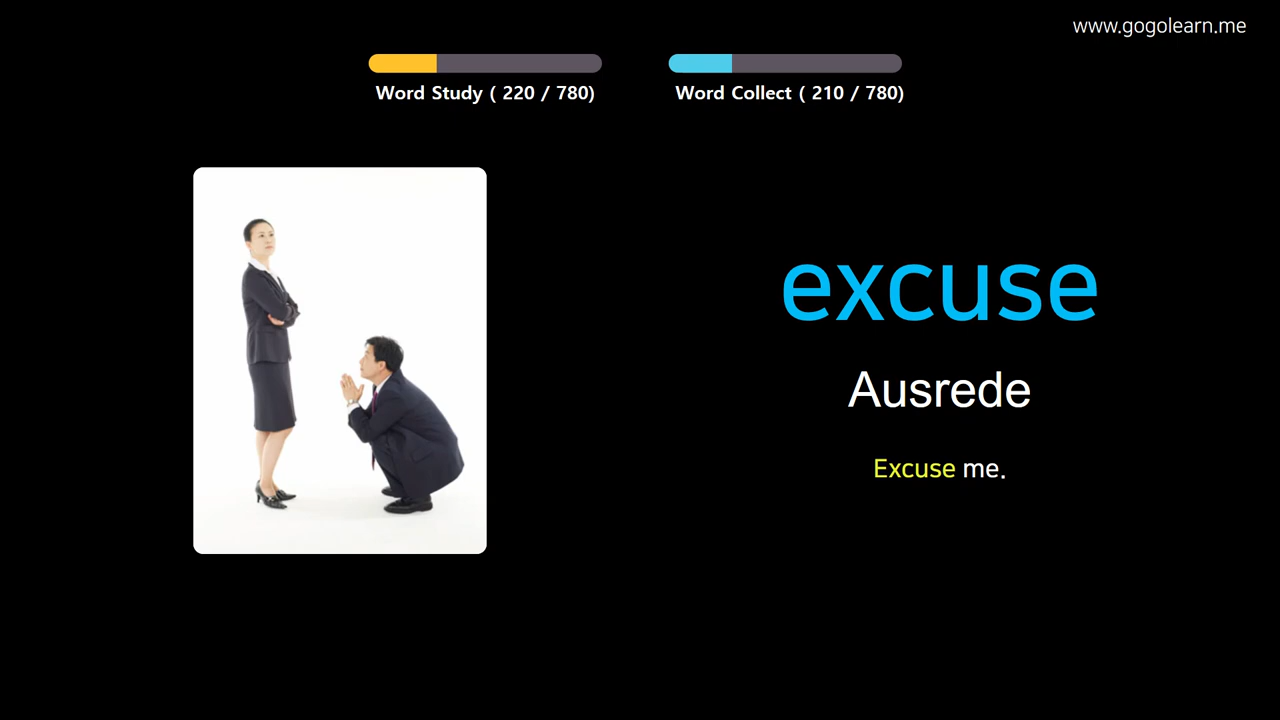 www.gogolearn.me
Word Study ( 220 / 780)
Word Collect ( 210 / 780)
excuse
Ausrede
Excuse me.